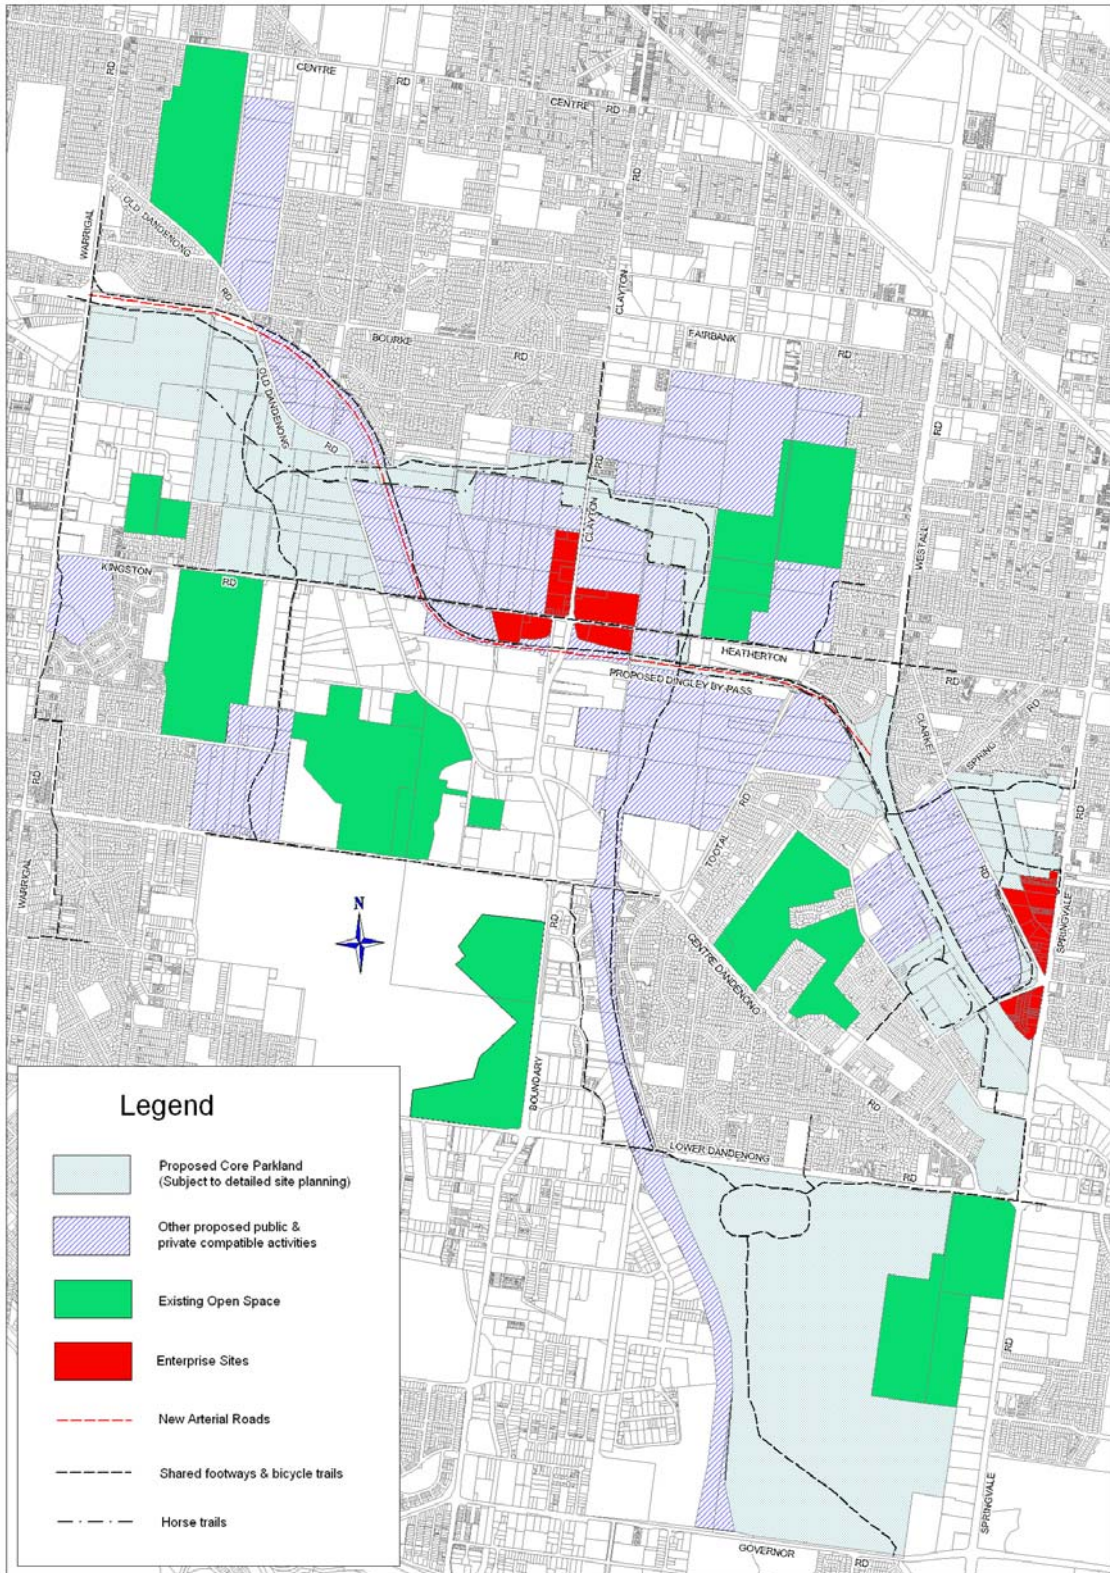 CENTRE
RD
CENTRE RD
RD
RD
OLD DANDENONG
RD
WARRIGAL
CLAYTON
BOURKE
RD
FAIRBANK
RD
OLD DANDENONG
RD
RD
RD
CLAYTON
WESTALL
KINGSTON
RD
HEATHERTON
RD
PROPOSED DINGLEY BY-PASS
CLARKE
SPRING
RD
RD
RD
TOOTAL
RD
RD
WARRIGAL
N
RD
CENTRE DANDENONG
SPRINGVALE
BOUNDARY
RD
LOWER DANDENONG
RD
RD
SPRINGVALE
GOVERNOR
RD
Legend
Proposed Core Parkland
(Subject to detailed site planning)
Other proposed public &
private compatible activities
Existing Open Space
Enterprise Sites
New Arterial Roads
Shared footways & bicycle trails
Horse trails